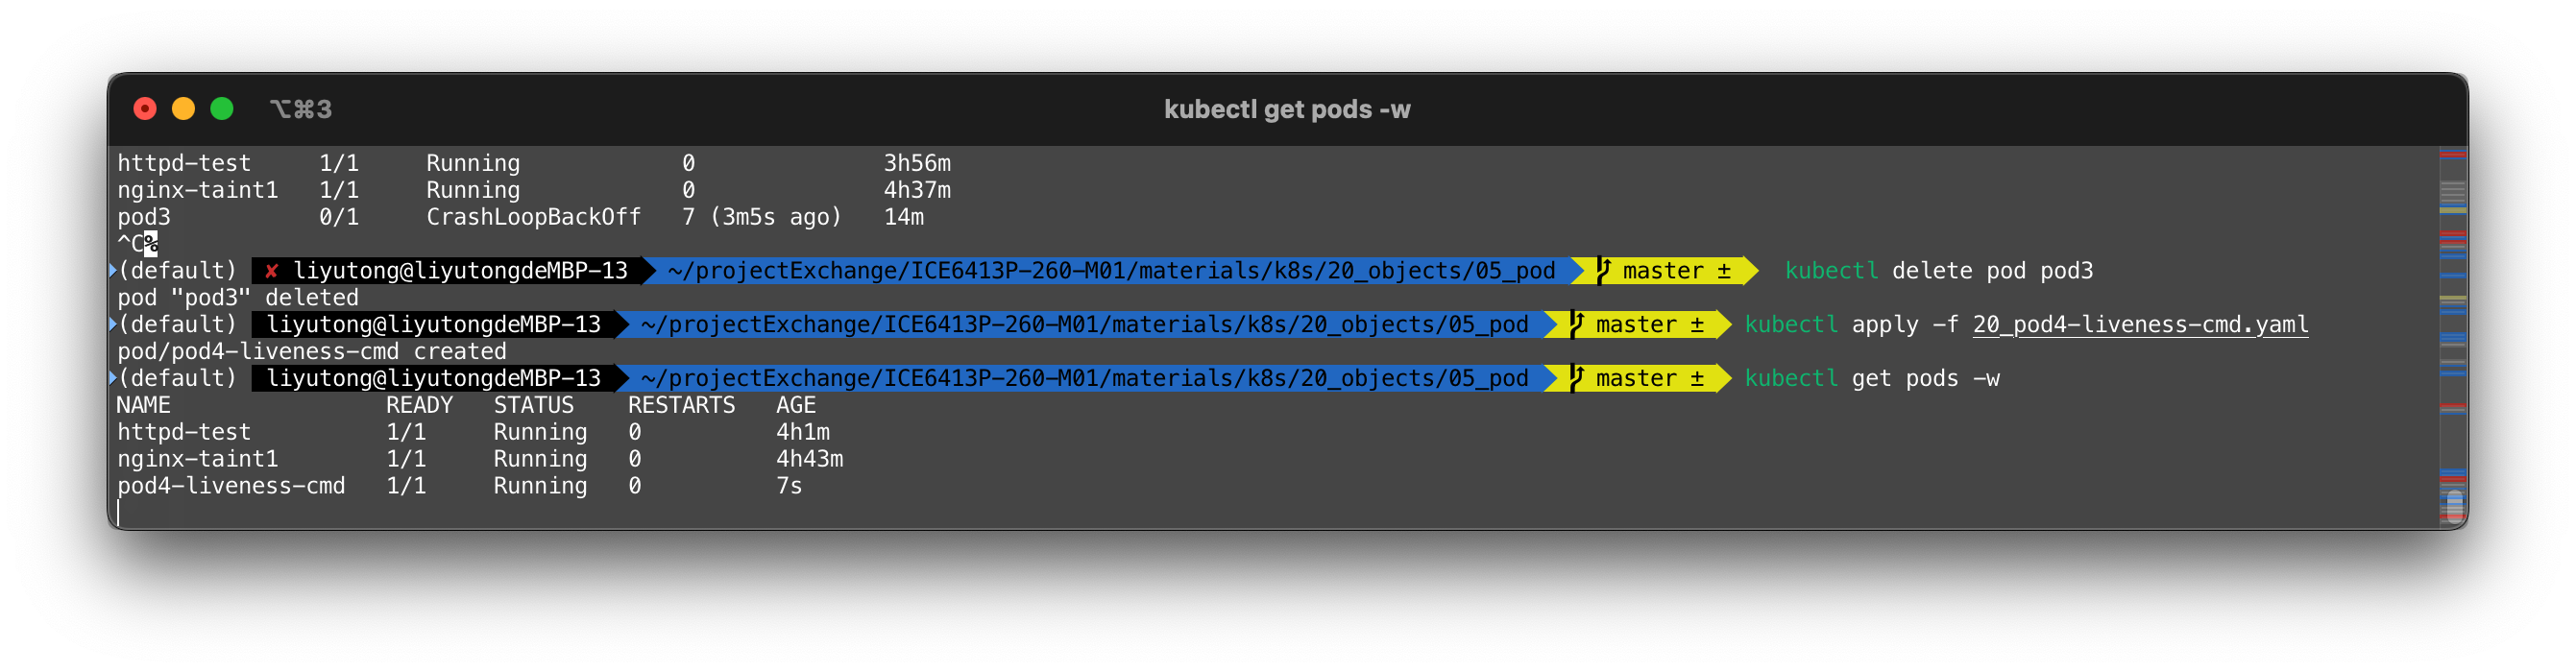 ⌥⌘3 kubectl get pods -w
httpd-test 1/1 Running 0 3h56m
nginx-taint1 1/1 Running 0 4h37m
pod3 0/1 CrashLoopBackOff 7 (3m5s ago) 14m
^C%
(default) ✘ liyutong@liyutongdeMBP-13 ~/projectExchange/ICE6413P-260-M01/materials/k8s/20_objects/05_pod master ± kubectl delete pod pod3
pod "pod3" deleted
(default) liyutong@liyutongdeMBP-13 ~/projectExchange/ICE6413P-260-M01/materials/k8s/20_objects/05_pod master ± kubectl apply -f 20_pod4-liveness-cmd.yaml
pod/pod4-liveness-cmd created
(default) liyutong@liyutongdeMBP-13 ~/projectExchange/ICE6413P-260-M01/materials/k8s/20_objects/05_pod master ± kubectl get pods -w
NAME READY STATUS RESTARTS AGE
httpd-test 1/1 Running 0 4h1m
nginx-taint1 1/1 Running 0 4h43m
pod4-liveness-cmd 1/1 Running 0 7s